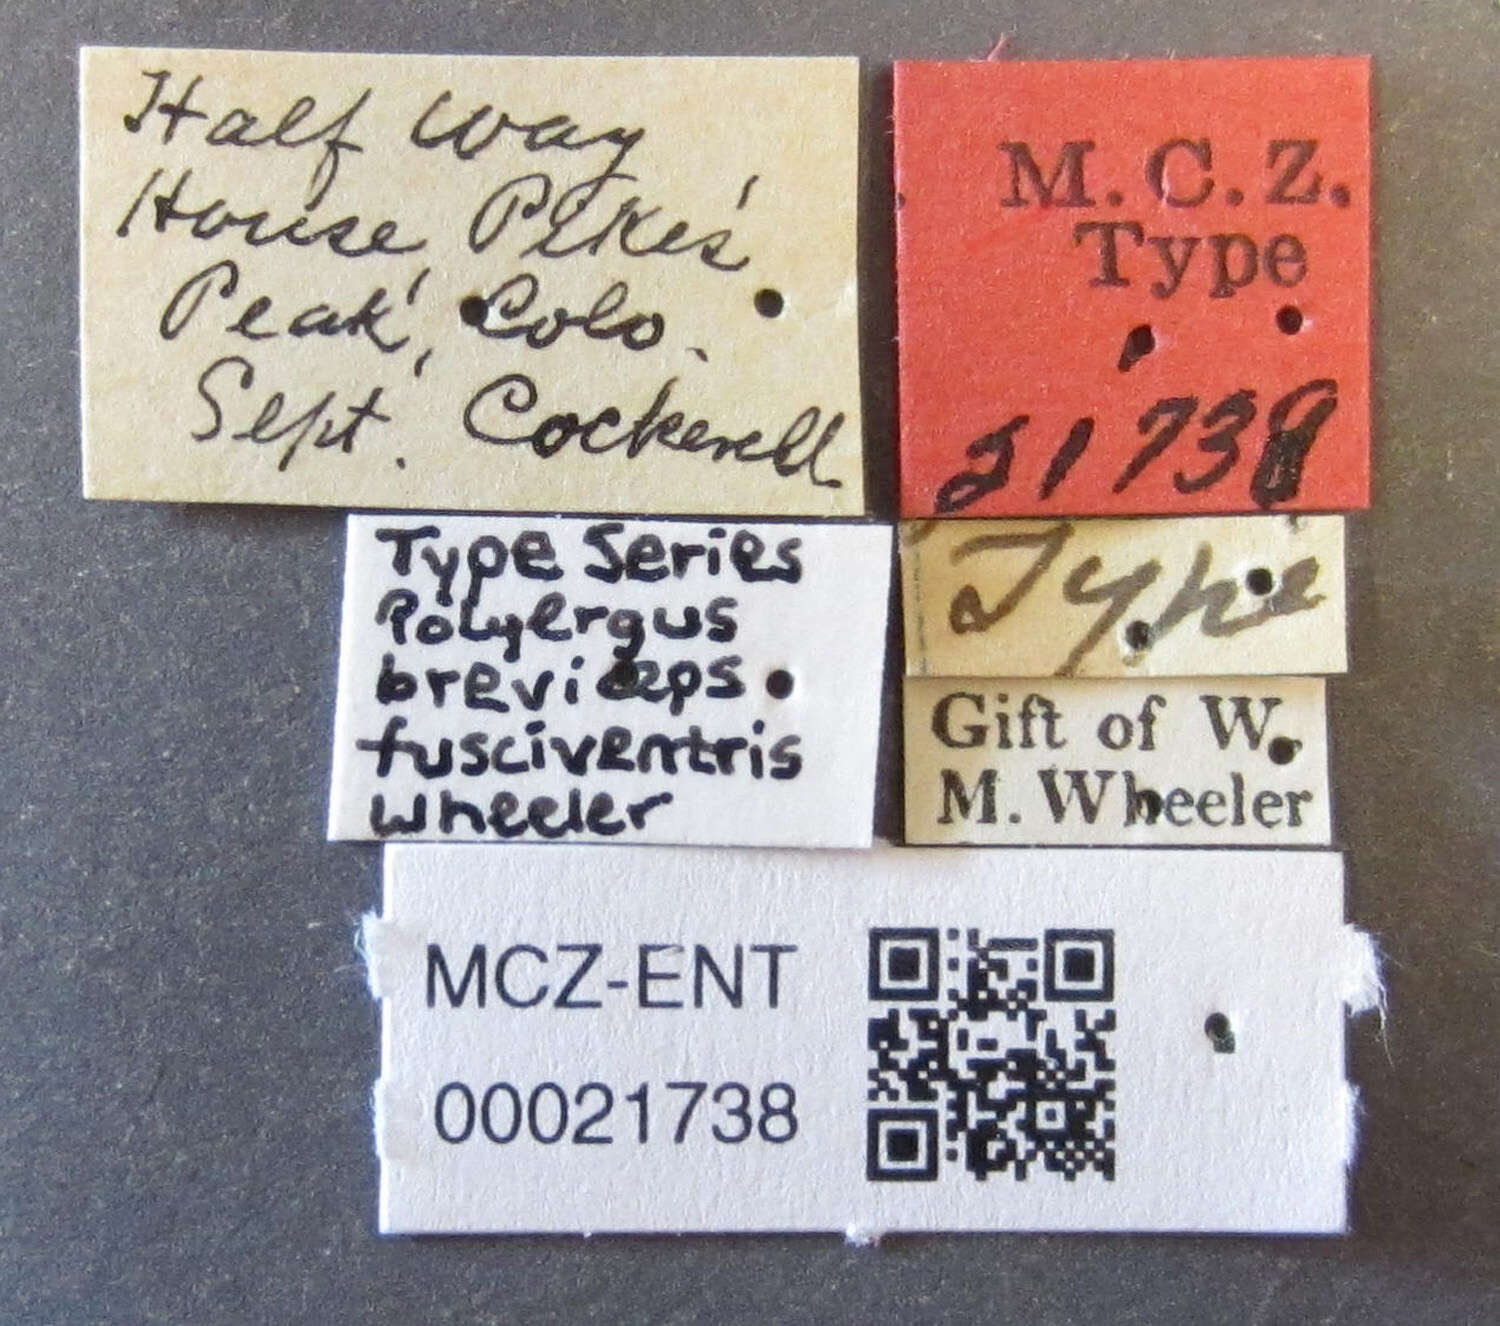 Half way
House Pikes'
Peak', Colo.
Sept. Cockerell
M.C.Z.
Type
21738
Type Series
Polyergus
breviceps
fusciventris
wheeler
Type
Gift of W.
M. Wheeler
MCZ-ENT
00021738